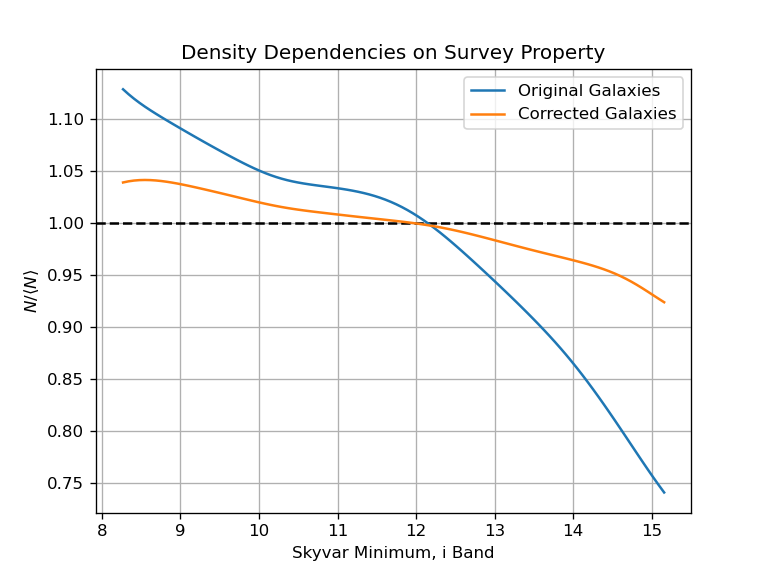 Density Dependencies on Survey Property
Original Galaxies
Corrected Galaxies
1.10
1.05
1.00
0.95
0.90
0.85
0.80
0.75
N/⟨N⟩
8 9 10 11 12 13 14 15
Skyvar Minimum, i Band